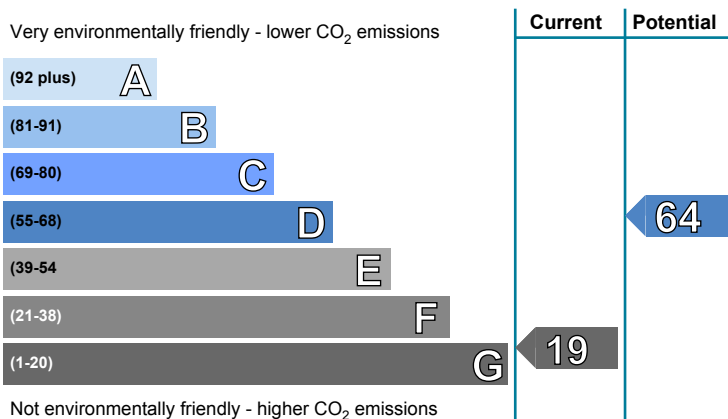 Current Potential
Very environmentally friendly - lower CO2 emissions
(92 plus) A
(81-91) B
(69-80) C
(55-68) D
64
(39-54 E
(21-38) F
(1-20) G
19
Not environmentally friendly - higher CO2 emissions